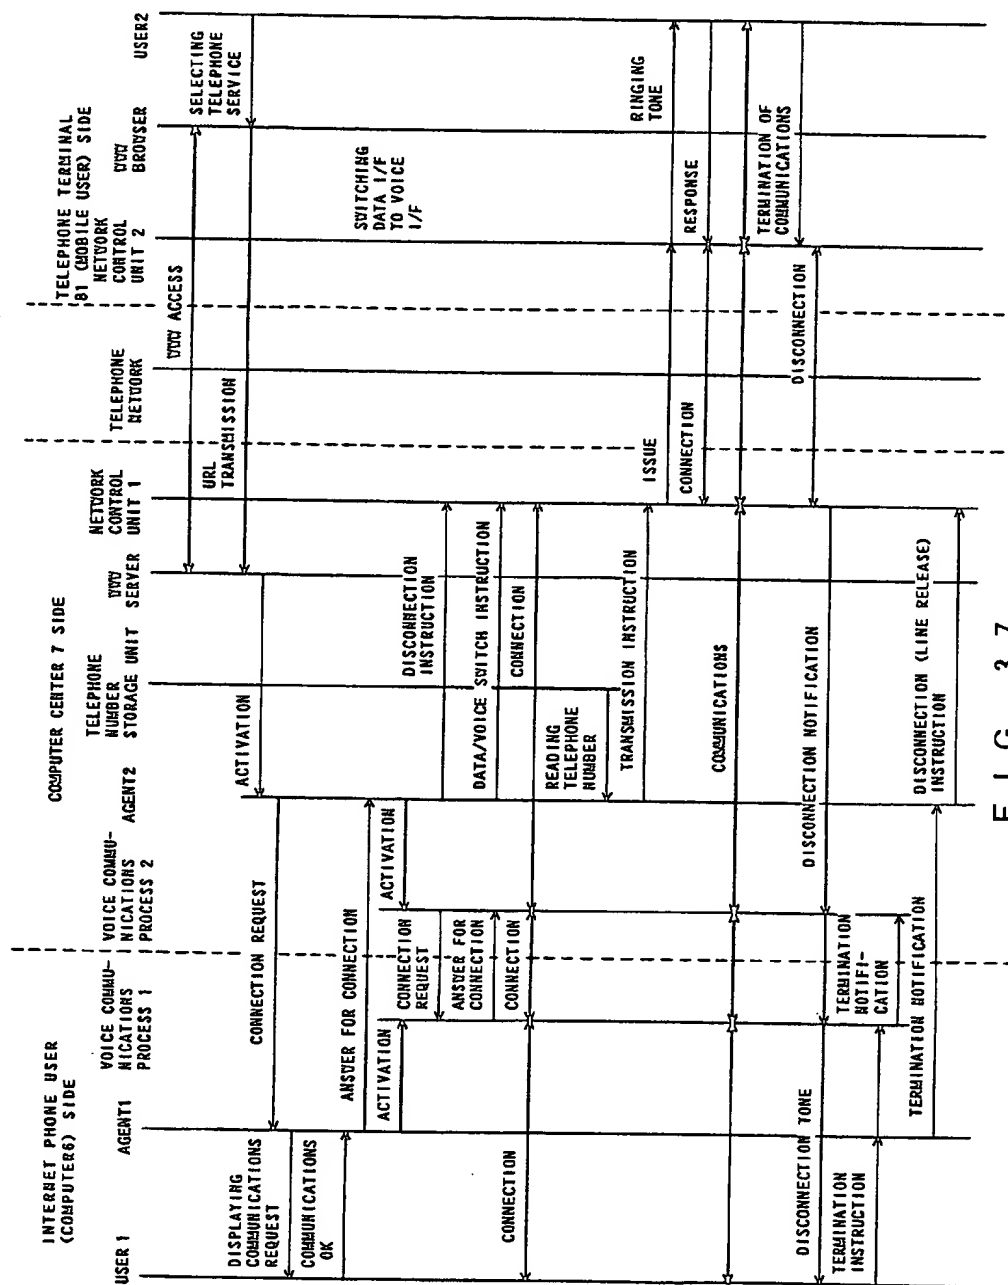 INTERNET PHONE USER
(COMPUTER6) SIDE
COMPUTER CENTER 7 SIDE
TELEPHONE TERMINAL
81 (MOBILE USER) SIDE
USER 1
AGENT1
VOICE COMMU-
NICATIONS
PROCESS 1
VOICE COMMU-
NICATIONS
PROCESS 2
AGENT2
TELEPHONE
NUMBER
STORAGE UNIT
WWW
SERVER
NETWORK
CONTROL
UNIT 1
TELEPHONE
NETWORK
NETWORK
CONTROL
UNIT 2
WWW
BROWSER
USER2
WWW ACCESS
SELECTING
TELEPHONE
SERVICE
URL
TRANSMISSION
ACTIVATION
CONNECTION REQUEST
DISPLAYING
COMMUNICATIONS
REQUEST
COMMUNICATIONS
OK
ANSWER FOR CONNECTION
ACTIVATION
ACTIVATION
SWITCHING
DATA I/F
TO VOICE
I/F
CONNECTION
REQUEST
DISCONNECTION
INSTRUCTION
ANSWER FOR
CONNECTION
DATA/VOICE SWITCH INSTRUCTION
CONNECTION
CONNECTION
CONNECTION
READING
TELEPHONE
NUMBER
TRANSMISSION INSTRUCTION
ISSUE
RINGING
TONE
CONNECTION
RESPONSE
COMMUNICATIONS
TERMINATION OF
COMMUNICATIONS
DISCONNECTION
DISCONNECTION NOTIFICATION
DISCONNECTION TONE
TERMINATION
INSTRUCTION
TERMINATION
NOTIFI-
CATION
TERMINATION NOTIFICATION
DISCONNECTION (LINE RELEASE)
INSTRUCTION
FIG. 37